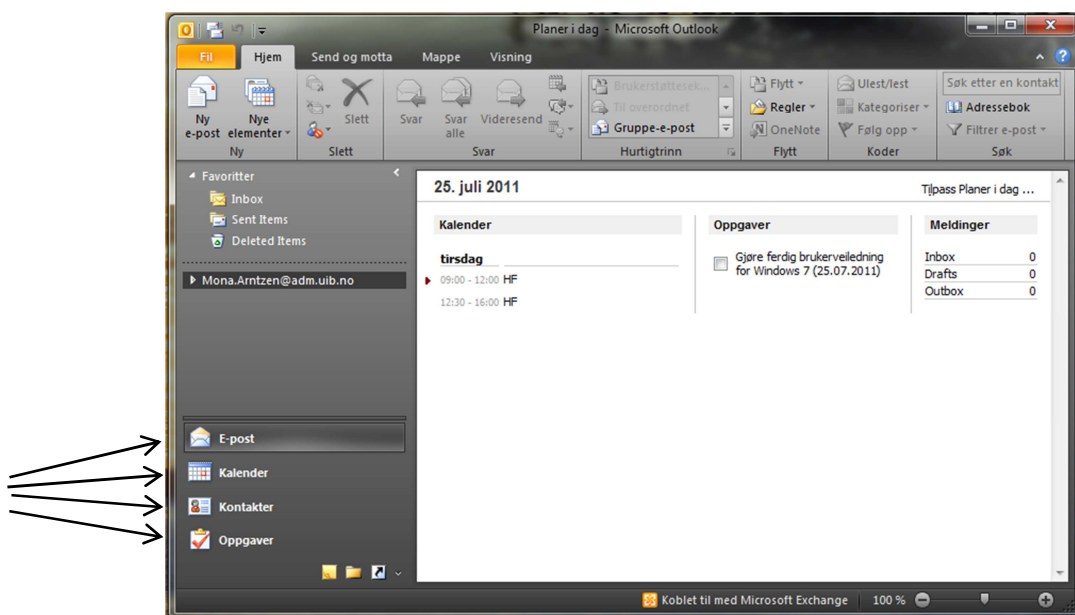 Planer i dag - Microsoft Outlook
Fil Hjem Send og motta Mappe Visning
Ny e-post
Nye elementer
Ny
Slett
Slett
Svar
Svar alle
Videresend
Svar
Brukerstøttesek...
Til overordnet
Gruppe-e-post
Hurtigtrinn
Flytt
Regler
OneNote
Flytt
Ulest/lest
Kategoriser
Følg opp
Koder
Søk etter en kontakt
Adressebok
Filtrer e-post
Søk
Favoritter
Inbox
Sent Items
Deleted Items
Mona.Arntzen@adm.uib.no
E-post
Kalender
Kontakter
Oppgaver
25. juli 2011
Tilpass Planer i dag ...
Kalender
tirsdag
09:00 - 12:00 HF
12:30 - 16:00 HF
Oppgaver
Gjøre ferdig brukerveiledning
for Windows 7 (25.07.2011)
Meldinger
Inbox 0
Drafts 0
Outbox 0
Koblet til med Microsoft Exchange 100 %